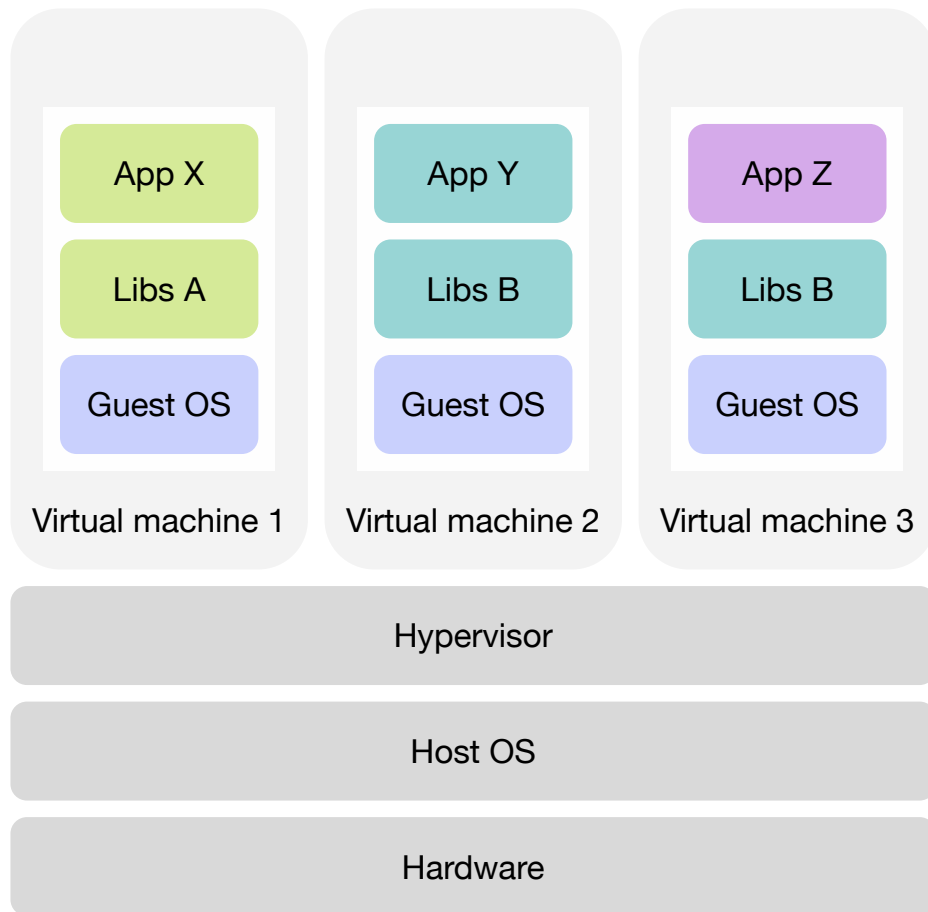 App X
App Y
App Z
Libs A
Libs B
Libs B
Guest OS
Guest OS
Guest OS
Virtual machine 1
Virtual machine 2
Virtual machine 3
Hypervisor
Host OS
Hardware